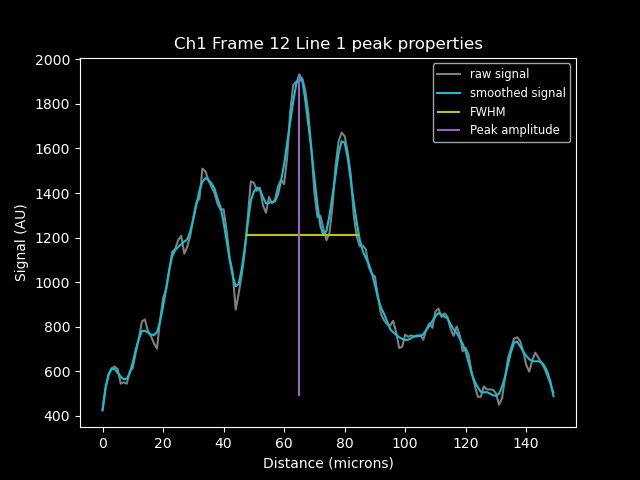 Ch1 Frame 12 Line 1 peak properties
raw signal
smoothed signal
FWHM
Peak amplitude
Signal (AU)
2000
1800
1600
1400
1200
1000
800
600
400
0 20 40 60 80 100 120 140
Distance (microns)